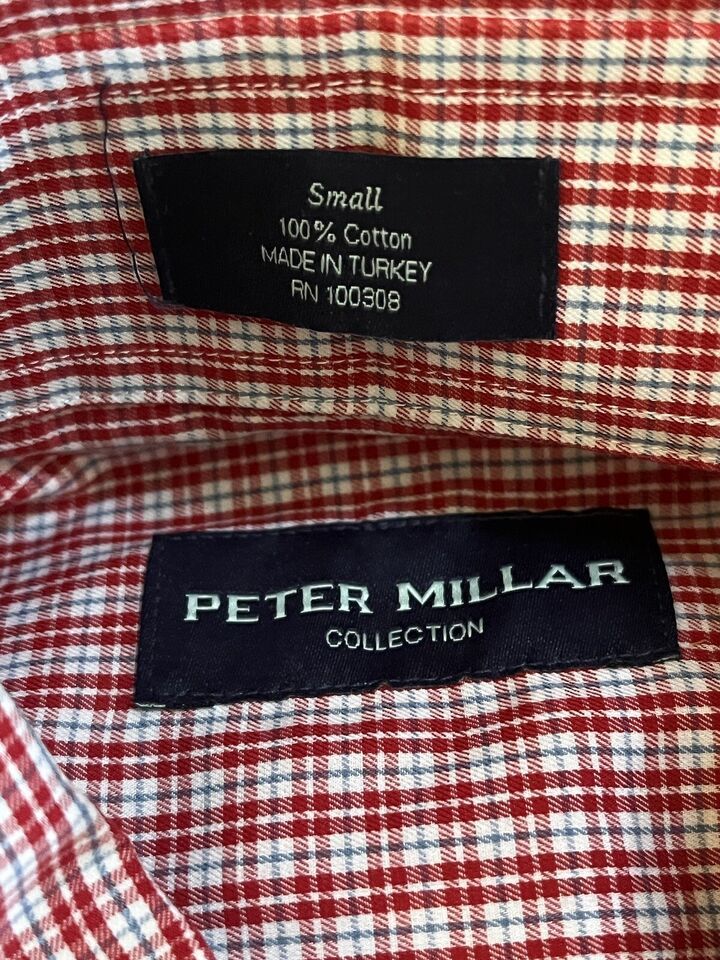 Small
100% Cotton
MADE IN TURKEY
RN 100308
PETER MILLAR
COLLECTION